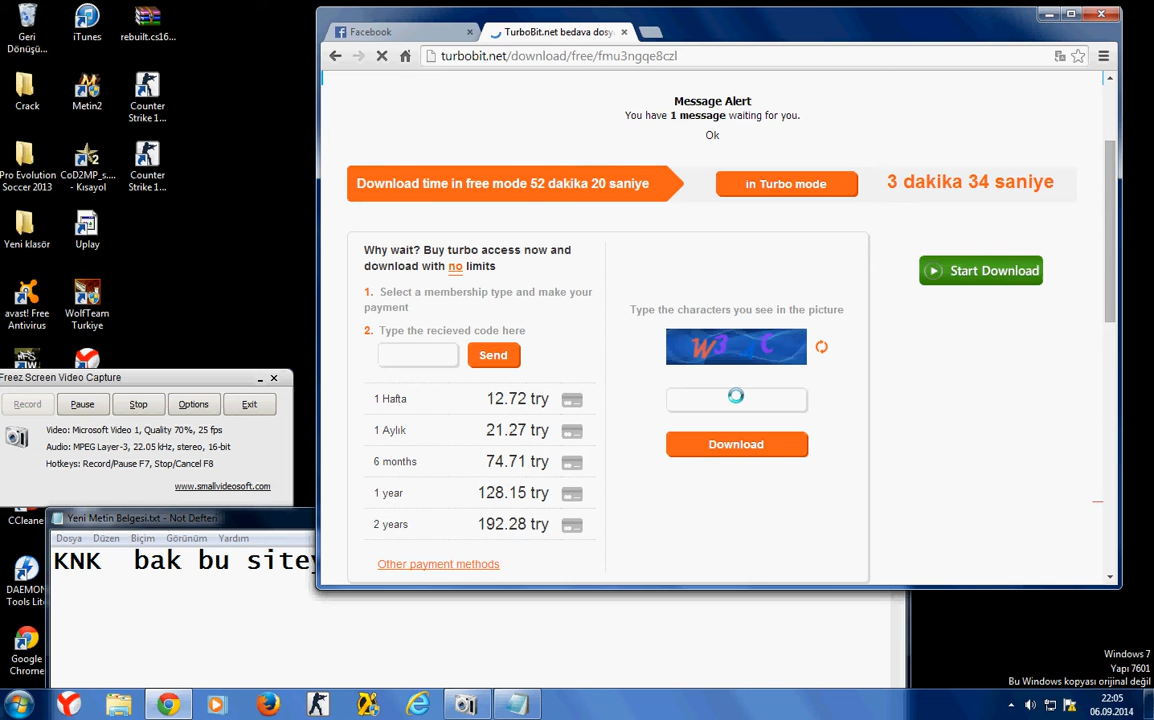 Geri
Dönüşü...
iTunes
rebuilt.cs16...
Crack
Metin2
Counter
Strike 1...
Pro Evolution
Soccer 2013
CoD2MP_s....
- Kısayol
Counter
Strike 1...
Yeni klasör
Uplay
avast! Free
Antivirus
WolfTeam
Turkiye
Facebook
TurboBit.net bedava dosy
turbobit.net/download/free/fmu3ngqe8czl
Message Alert
You have 1 message waiting for you.
Ok
Download time in free mode 52 dakika 20 saniye
in Turbo mode
3 dakika 34 saniye
Why wait? Buy turbo access now and
download with no limits
1. Select a membership type and make your
payment
2. Type the recieved code here
Send
1 Hafta 12.72 try
1 Aylık 21.27 try
6 months 74.71 try
1 year 128.15 try
2 years 192.28 try
Other payment methods
Type the characters you see in the picture
Download
Start Download
Freez Screen Video Capture
Record
Pause
Stop
Options
Exit
Video: Microsoft Video 1, Quality 70%, 25 fps
Audio: MPEG Layer-3, 22.05 kHz, stereo, 16-bit
Hotkeys: Record/Pause F7, Stop/Cancel F8
www.smallvideosoft.com
CCleane
Yeni Metin Belgesi.txt - Not Defteri
Dosya Düzen Biçim Görünüm Yardım
KNK bak bu sitey
DAEMON
Tools Lite
Google
Chrome
Windows 7
Yapı 7601
Bu Windows kopyası orijinal değil
22:05
06.09.2014